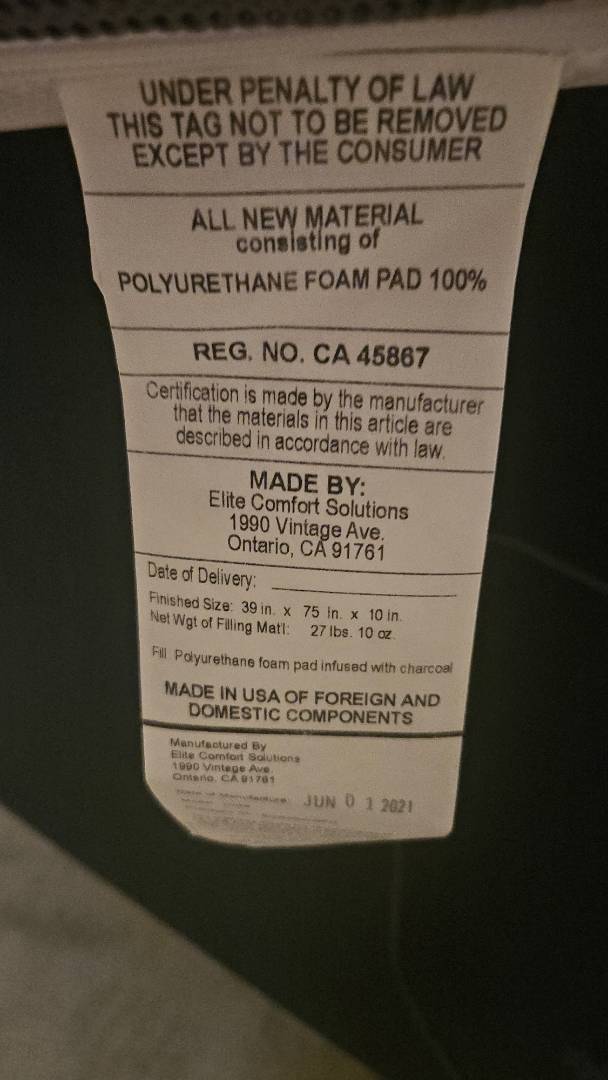 UNDER PENALTY OF LAW
THIS TAG NOT TO BE REMOVED
EXCEPT BY THE CONSUMER
ALL NEW MATERIAL
consisting of
POLYURETHANE FOAM PAD 100%
REG. NO. CA 45867
Certification is made by the manufacturer
that the materials in this article are
described in accordance with law.
MADE BY:
Elite Comfort Solutions
1990 Vintage Ave.
Ontario, CA 91761
Date of Delivery:
Finished Size: 39 in. x 75 in. x 10 in.
Net Wgt of Filling Mat'l: 27 lbs. 10 oz.
Fill Polyurethane foam pad infused with charcoal
MADE IN USA OF FOREIGN AND
DOMESTIC COMPONENTS
Manufactured By
Elite Comfort Solutions
1990 Vintage Ave.
Ontario, CA 91761
Date of Manufacture: JUN 0 1 2021